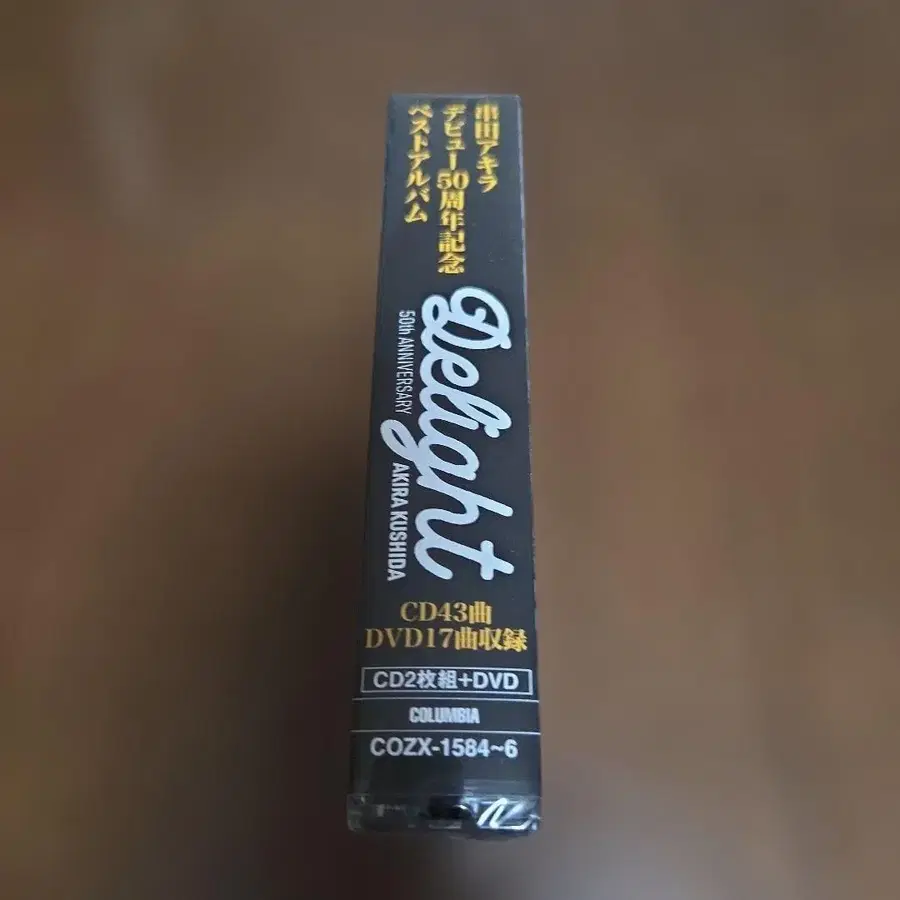 串田アキラ
デビュー50周年記念
ベストアルバム
Delight
50th ANNIVERSARY
AKIRA KUSHIDA
CD43曲
DVD17曲収録
CD2枚組+DVD
COLUMBIA
COZX-1584~6